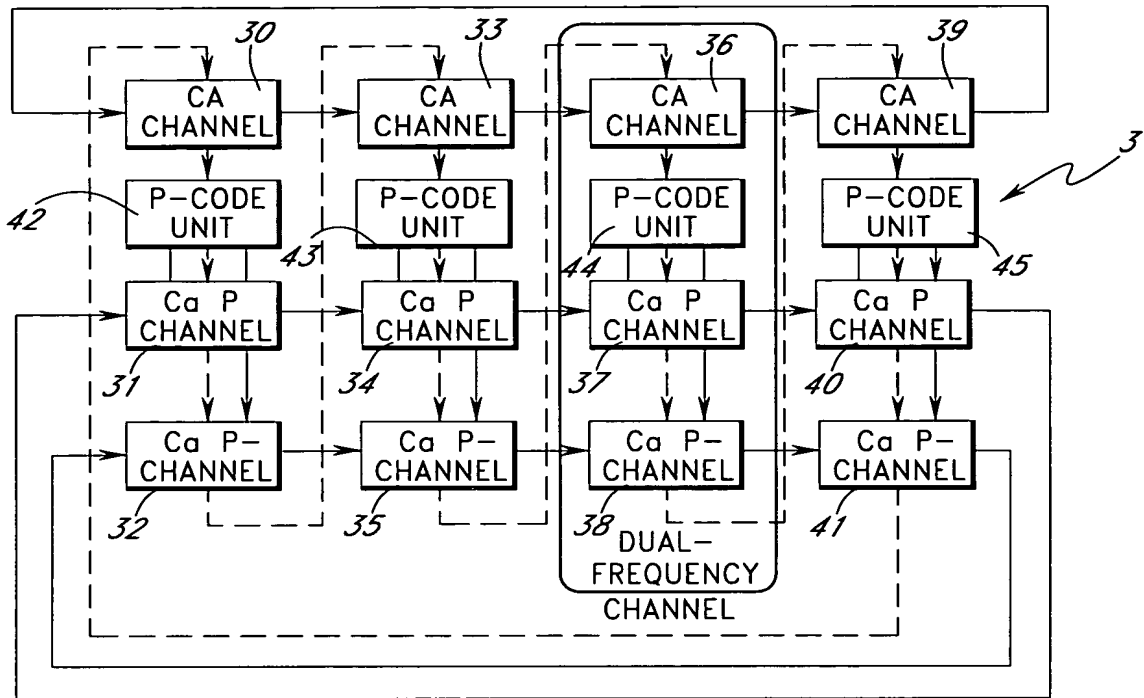 30
33
36
39
CA
CHANNEL
CA
CHANNEL
CA
CHANNEL
CA
CHANNEL
3
P-CODE
UNIT
P-CODE
UNIT
P-CODE
UNIT
P-CODE
UNIT
42
43
44
45
Ca P
CHANNEL
Ca P
CHANNEL
Ca P
CHANNEL
Ca P
CHANNEL
31
34
37
40
Ca P-
CHANNEL
Ca P-
CHANNEL
Ca P-
CHANNEL
Ca P-
CHANNEL
32
35
38
41
DUAL-
FREQUENCY
CHANNEL